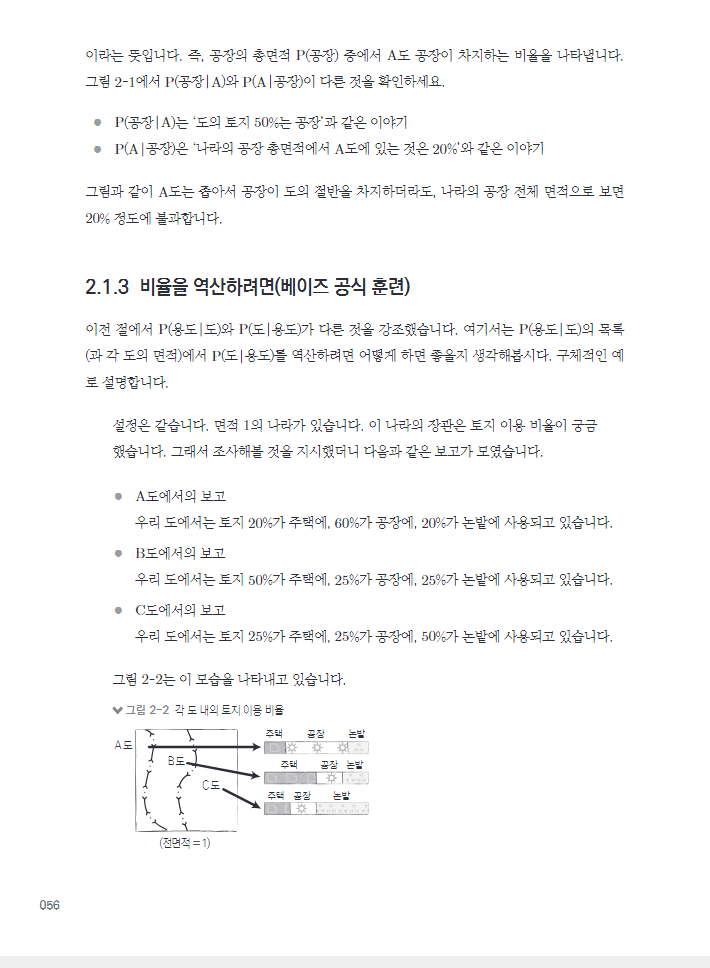 이라는 뜻입니다. 즉, 공장의 총면적 P(공장) 중에서 A도 공장이 차지하는 비율을 나타냅니다.
그림 2-1에서 P(공장|A)와 P(A|공장)이 다른 것을 확인하세요.
● P(공장|A)는 '도의 토지 50%는 공장'과 같은 이야기
● P(A|공장)은 '나라의 공장 총면적에서 A도에 있는 것은 20%'와 같은 이야기
그림과 같이 A도는 좁아서 공장이 도의 절반을 차지하더라도, 나라의 공장 전체 면적으로 보면
20% 정도에 불과합니다.
2.1.3 비율을 역산하려면(베이즈 공식 훈련)
이전 절에서 P(용도|도)와 P(도|용도)가 다른 것을 강조했습니다. 여기서는 P(용도|도)의 목록
(과 각 도의 면적)에서 P(도|용도)를 역산하려면 어떻게 하면 좋을지 생각해봅시다. 구체적인 예
로 설명합니다.
설정은 같습니다. 면적 1의 나라가 있습니다. 이 나라의 장관은 토지 이용 비율이 궁금
했습니다. 그래서 조사해볼 것을 지시했더니 다음과 같은 보고가 모였습니다.
● A도에서의 보고
우리 도에서는 토지 20%가 주택에, 60%가 공장에, 20%가 논밭에 사용되고 있습니다.
● B도에서의 보고
우리 도에서는 토지 50%가 주택에, 25%가 공장에, 25%가 논밭에 사용되고 있습니다.
● C도에서의 보고
우리 도에서는 토지 25%가 주택에, 25%가 공장에, 50%가 논밭에 사용되고 있습니다.
그림 2-2는 이 모습을 나타내고 있습니다.
그림 2-2 각 도 내의 토지 이용 비율
주택 공장 논밭
A도
B도
주택 공장 논밭
C도
주택 공장 논밭
(전면적 = 1)
056